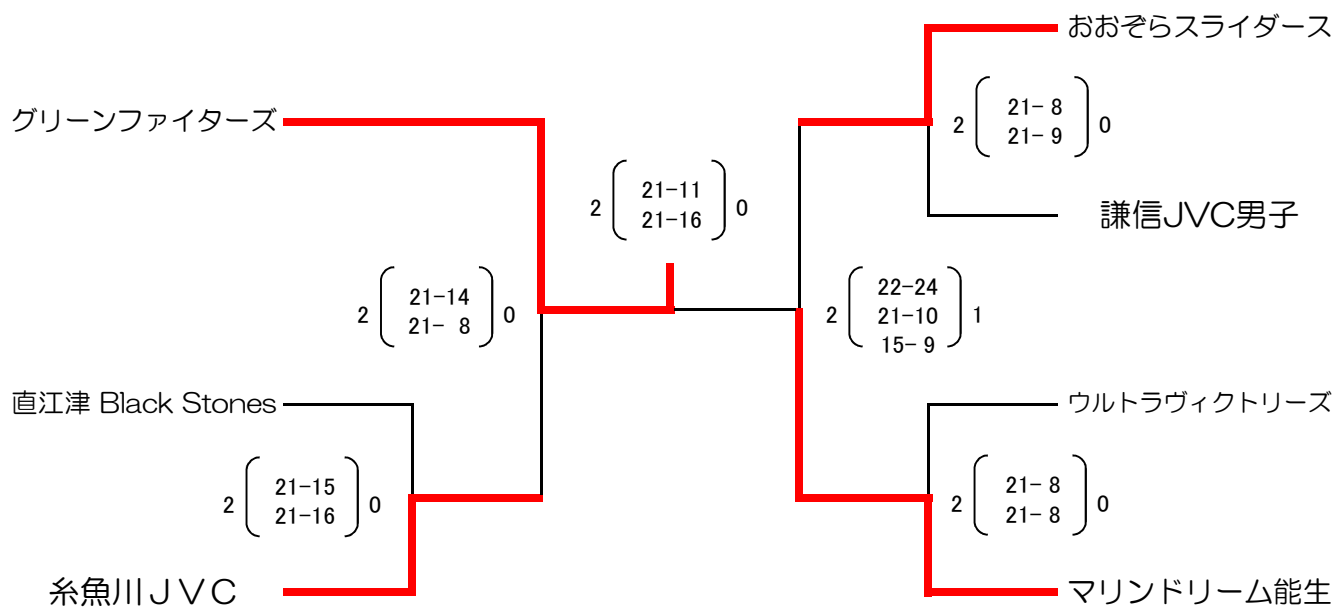 おおぞらスライダース
グリーンファイターズ
2 21- 8 0
21- 9
2 21-11 0
21-16
謙信JVC男子
2 21-14 0
21- 8
2 22-24 1
21-10
15- 9
直江津 Black Stones
ウルトラヴィクトリーズ
2 21-15 0
21-16
2 21- 8 0
21- 8
糸魚川ＪＶＣ
マリンドリーム能生